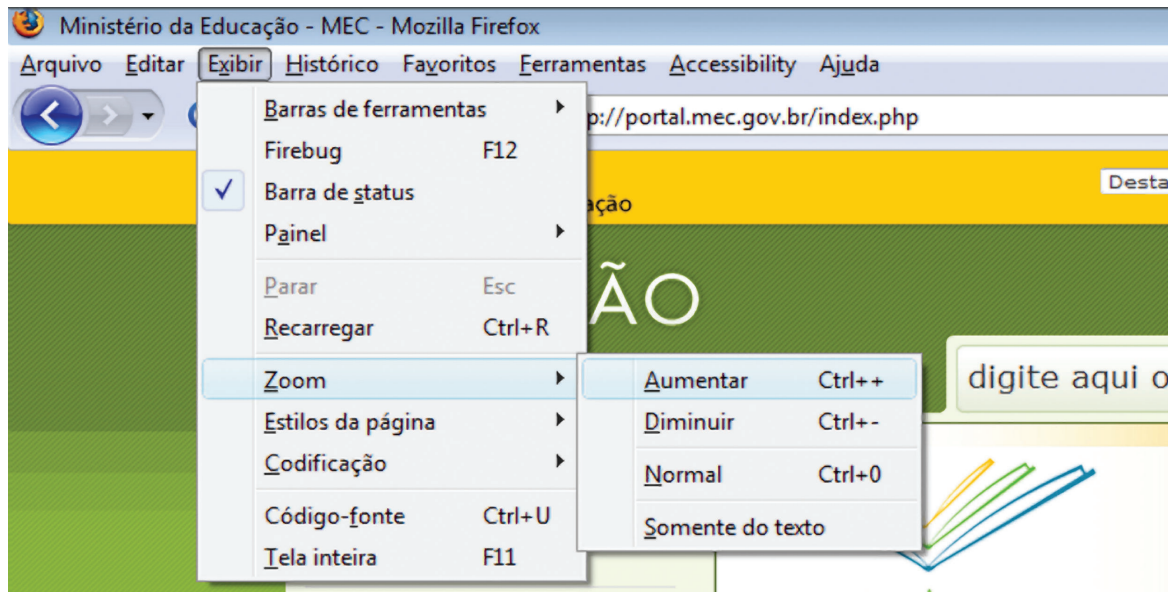 Ministério da Educação - MEC - Mozilla Firefox
Arquivo Editar Exibir Histórico Favoritos Ferramentas Accessibility Ajuda
p://portal.mec.gov.br/index.php
Barras de ferramentas
Firebug F12
Barra de status
Painel
Parar Esc
Recarregar Ctrl+R
Zoom
Estilos da página
Codificação
Código-fonte Ctrl+U
Tela inteira F11
Aumentar Ctrl++
Diminuir Ctrl+-
Normal Ctrl+0
Somente do texto
Desta
ação
ÃO
digite aqui o